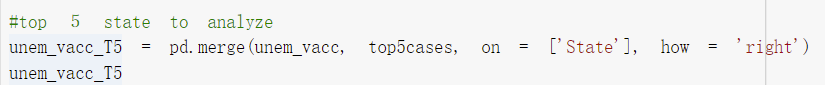 #top 5 state to analyze
unem_vacc_T5 = pd.merge(unem_vacc, top5cases, on = ['State'], how = 'right')
unem_vacc_T5